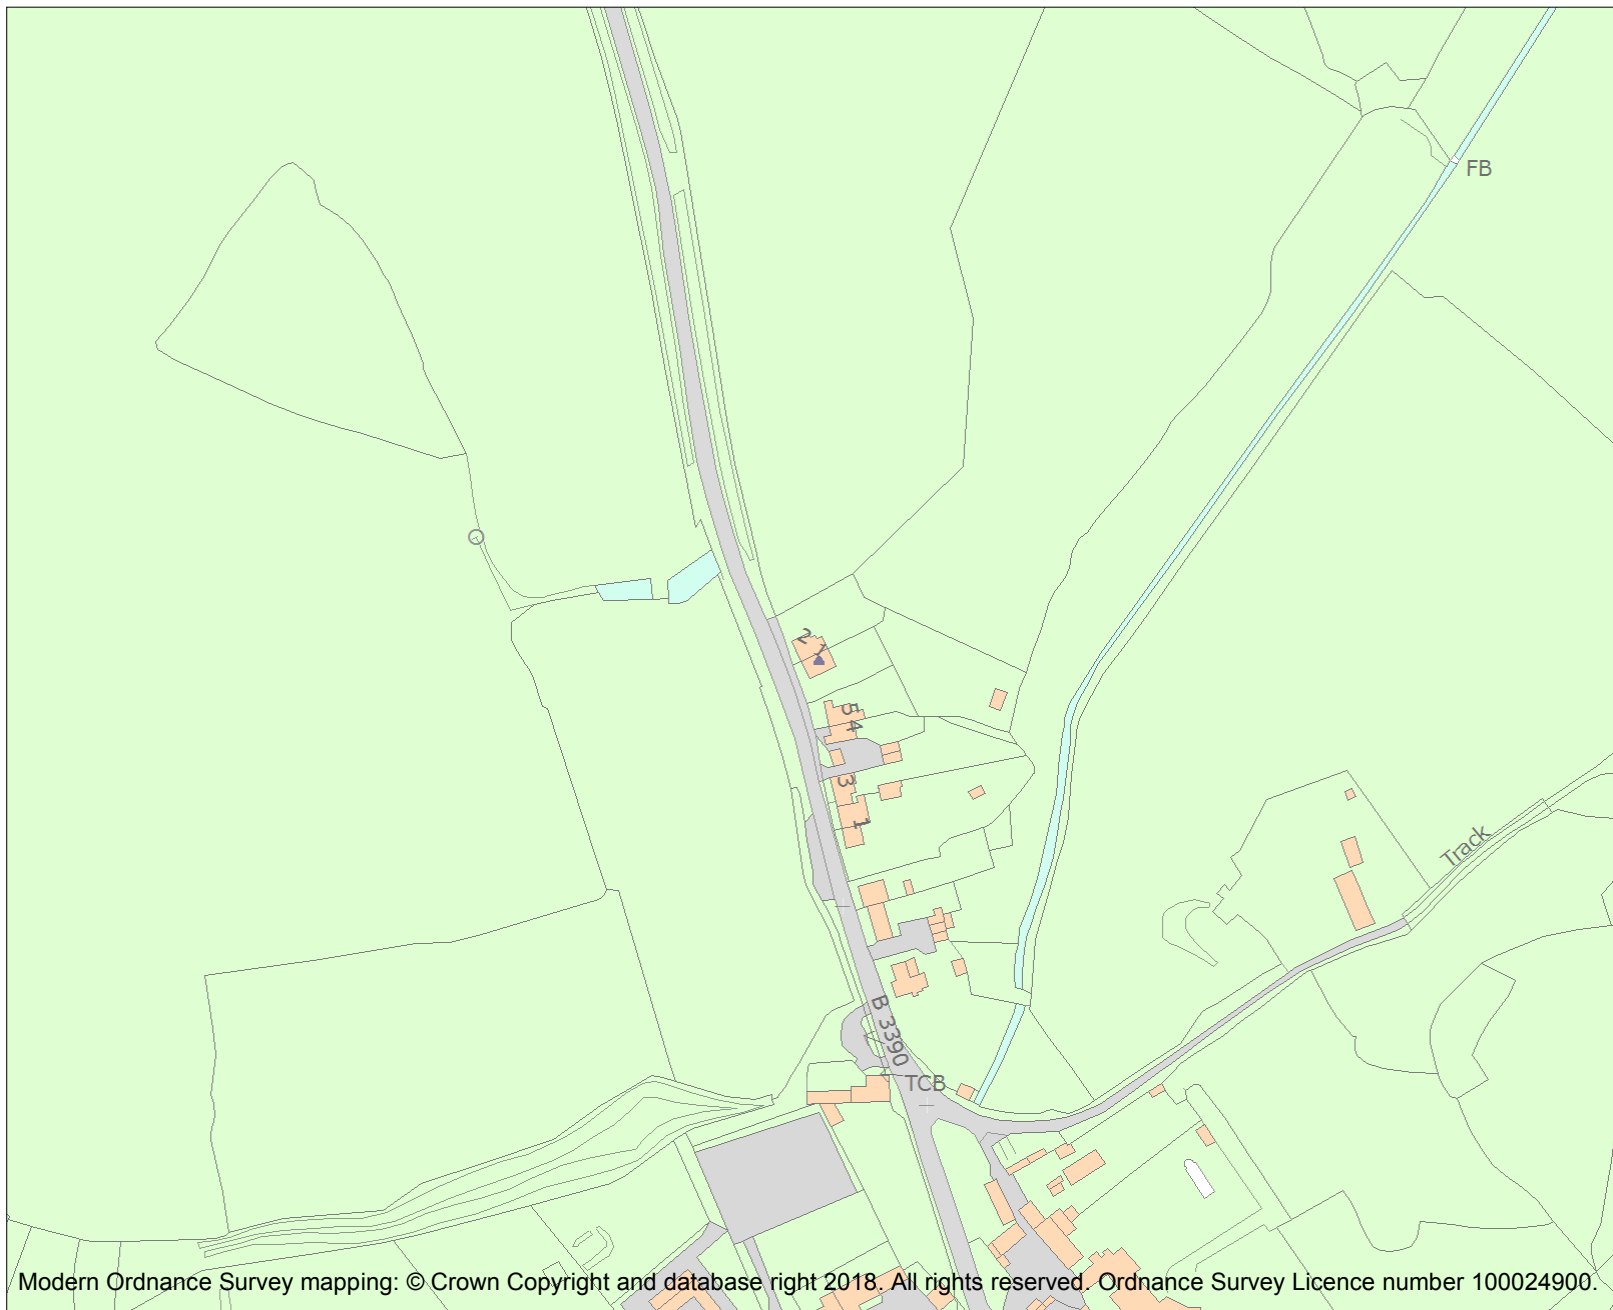 FB
2
1
5
4
3
1
Track
B 3390
TCB
Modern Ordnance Survey mapping: © Crown Copyright and database right 2018. All rights reserved. Ordnance Survey Licence number 100024900.